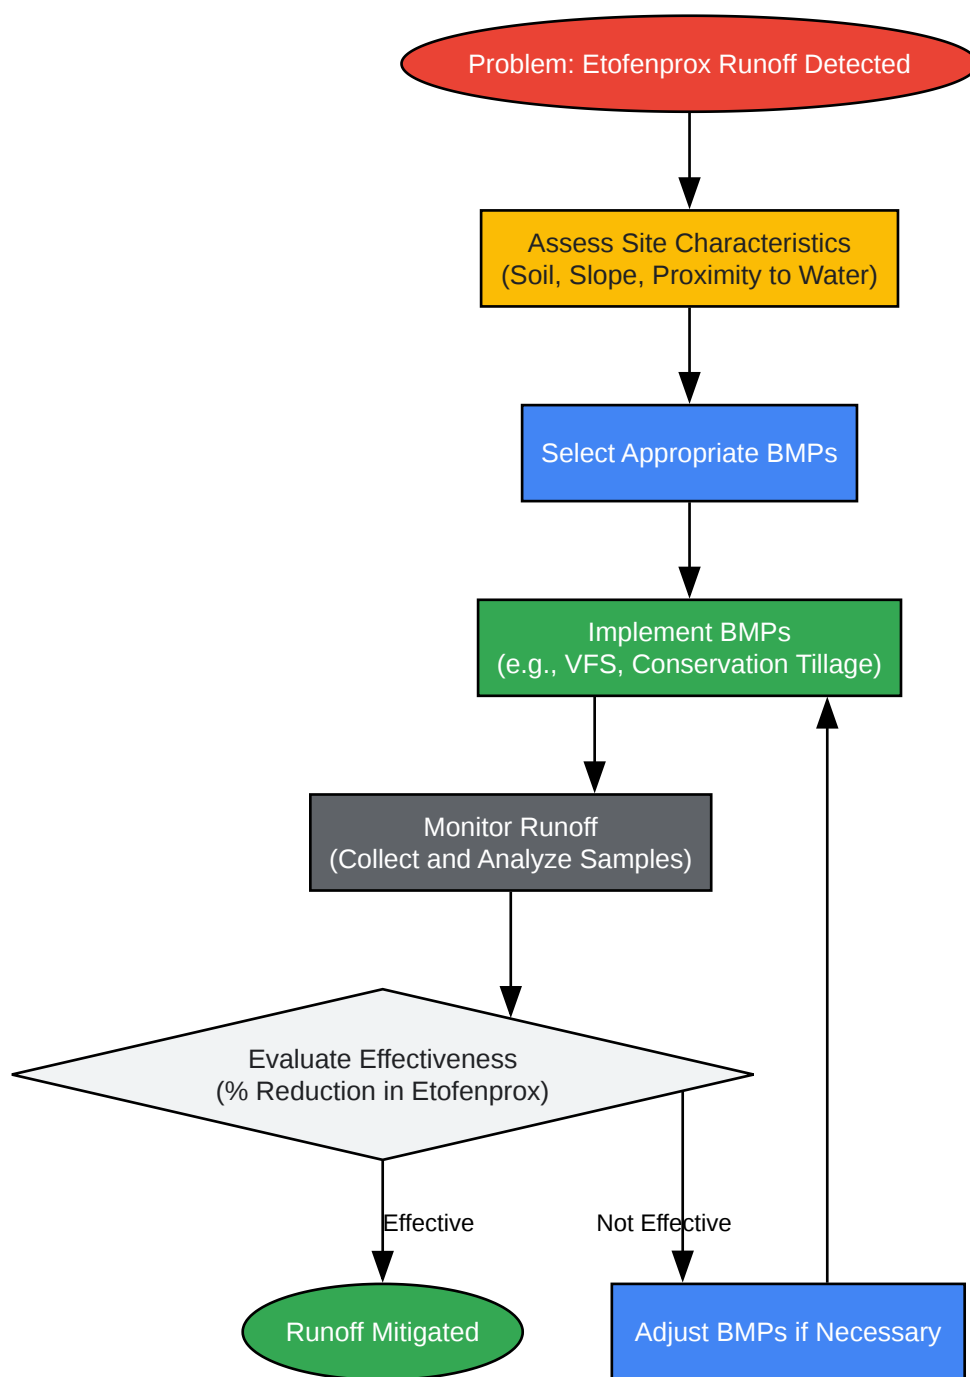 Problem: Etofenprox Runoff Detected
Assess Site Characteristics
(Soil, Slope, Proximity to Water)
Select Appropriate BMPs
Implement BMPs
(e.g., VFS, Conservation Tillage)
Monitor Runoff
(Collect and Analyze Samples)
Evaluate Effectiveness
(% Reduction in Etofenprox)
Effective
Not Effective
Runoff Mitigated
Adjust BMPs if Necessary